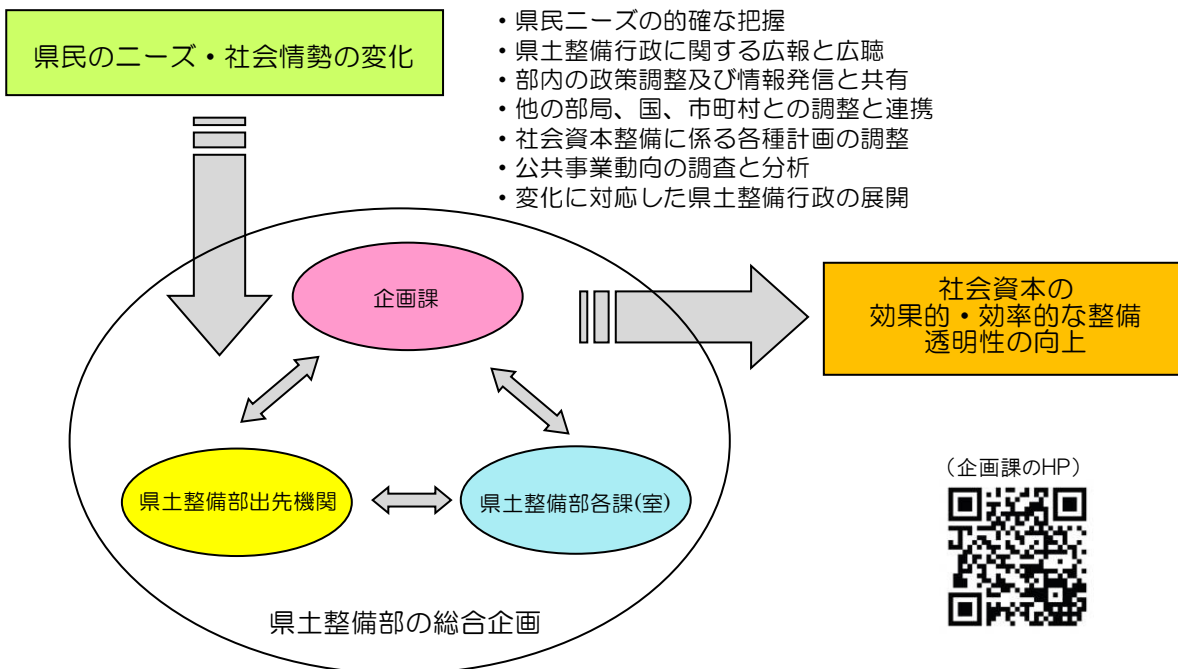 県民のニーズ・社会情勢の変化
・県民ニーズの的確な把握
・県土整備行政に関する広報と広聴
・部内の政策調整及び情報発信と共有
・他の部局、国、市町村との調整と連携
・社会資本整備に係る各種計画の調整
・公共事業動向の調査と分析
・変化に対応した県土整備行政の展開
企画課
社会資本の
効果的・効率的な整備
透明性の向上
県土整備部出先機関
県土整備部各課(室)
県土整備部の総合企画
（企画課のHP）